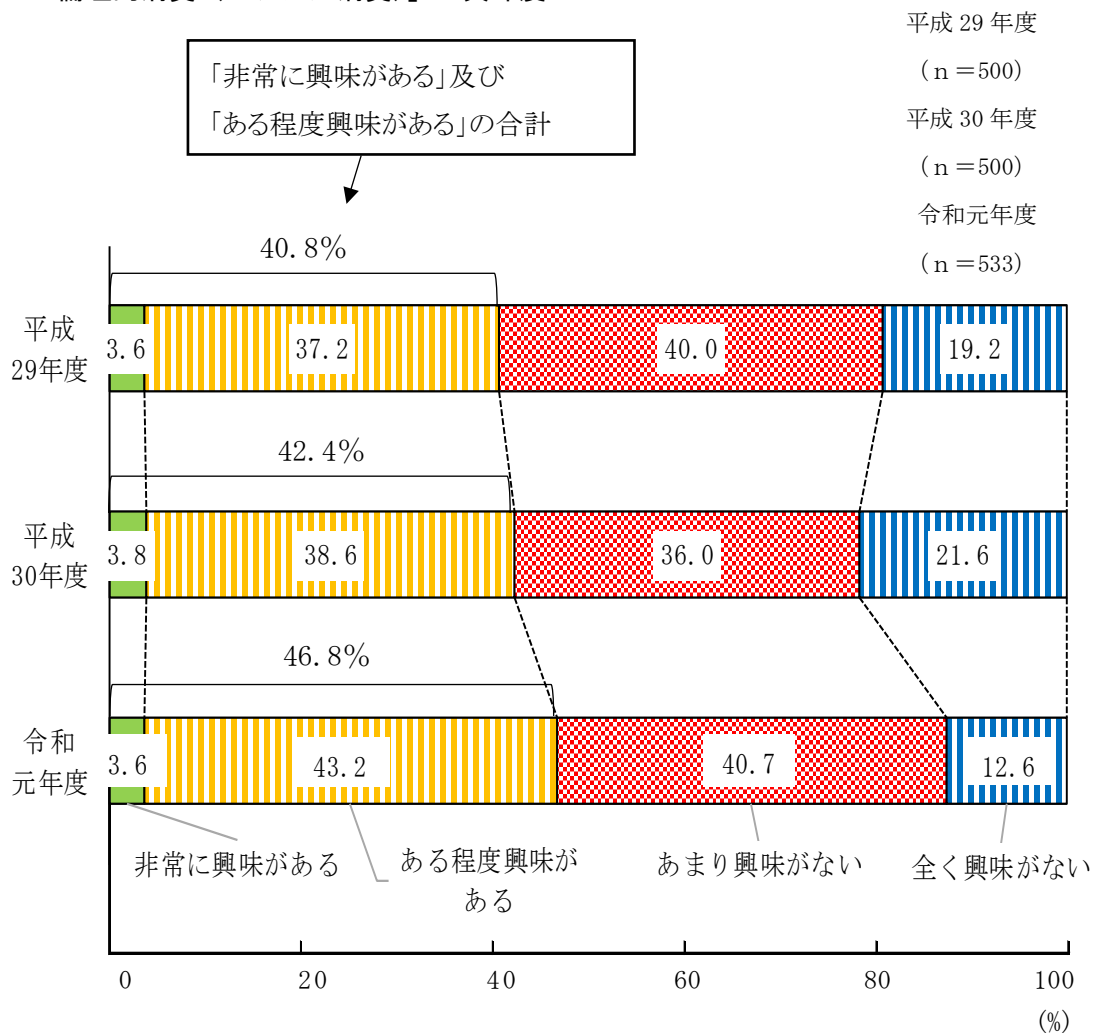 平成 29 年度
（ｎ＝500）
平成 30 年度
（ｎ＝500）
令和元年度
（ｎ＝533）
「非常に興味がある」及び
「ある程度興味がある」の合計
40.8%
平成
29年度
3.6
37.2
40.0
19.2
42.4%
平成
30年度
3.8
38.6
36.0
21.6
46.8%
令和
元年度
3.6
43.2
40.7
12.6
非常に興味がある
ある程度興味が
ある
あまり興味がない
全く興味がない
0
20
40
60
80
100
(%)